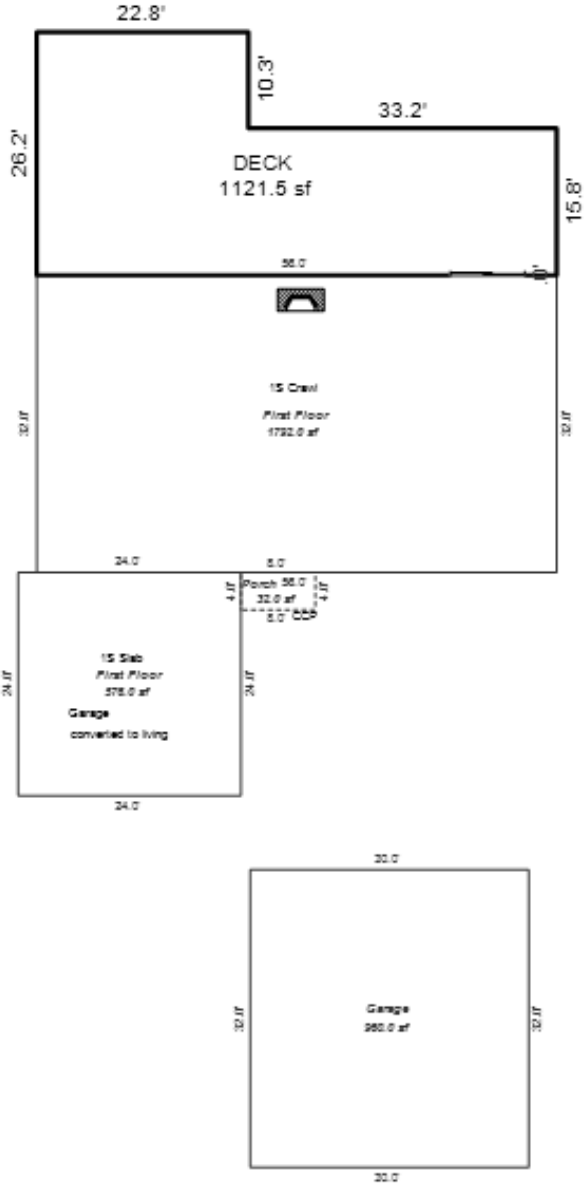 22.8'
10.3'
33.2'
26.2'
DECK
1121.5 sf
15.8'
56.0'
1S Crawl
First Floor
1792.0 sf
32.0'
32.0'
24.0'
8.0'
4.0'
Porch 56.0'
32.0 sf
4.0'
8.0' CCP
1S Slab
First Floor
576.0 sf
24.0'
24.0'
Garage
converted to living
24.0'
30.0'
32.0'
Garage
960.0 sf
32.0'
30.0'